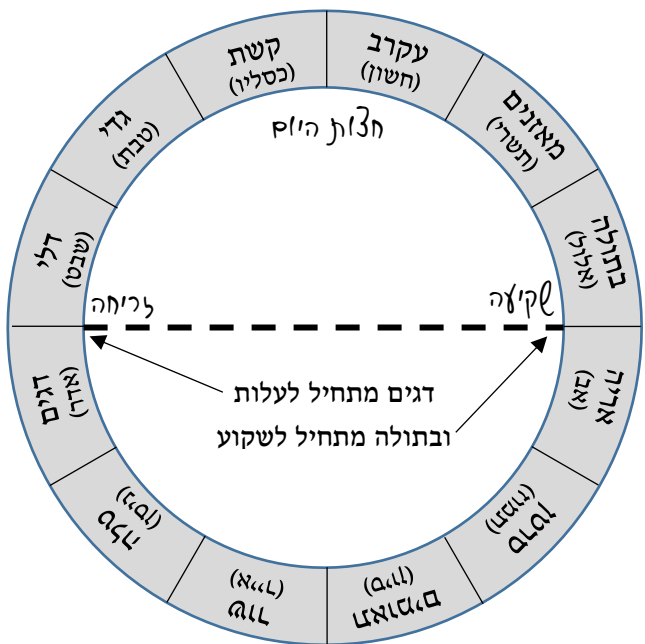 קשת
(כסליו)
עקרב
(חשון)
מאזנים
(תשרי)
בתולה
(אלול)
אריה
(אב)
סרטן
(תמוז)
תאומים
(סיון)
שור
(אייר)
טלה
(ניסן)
דגים
(אדר)
דלי
(שבט)
גדי
(טבת)
חצות היום
זריחה
שקיעה
דגים מתחיל לעלות
ובתולה מתחיל לשקוע